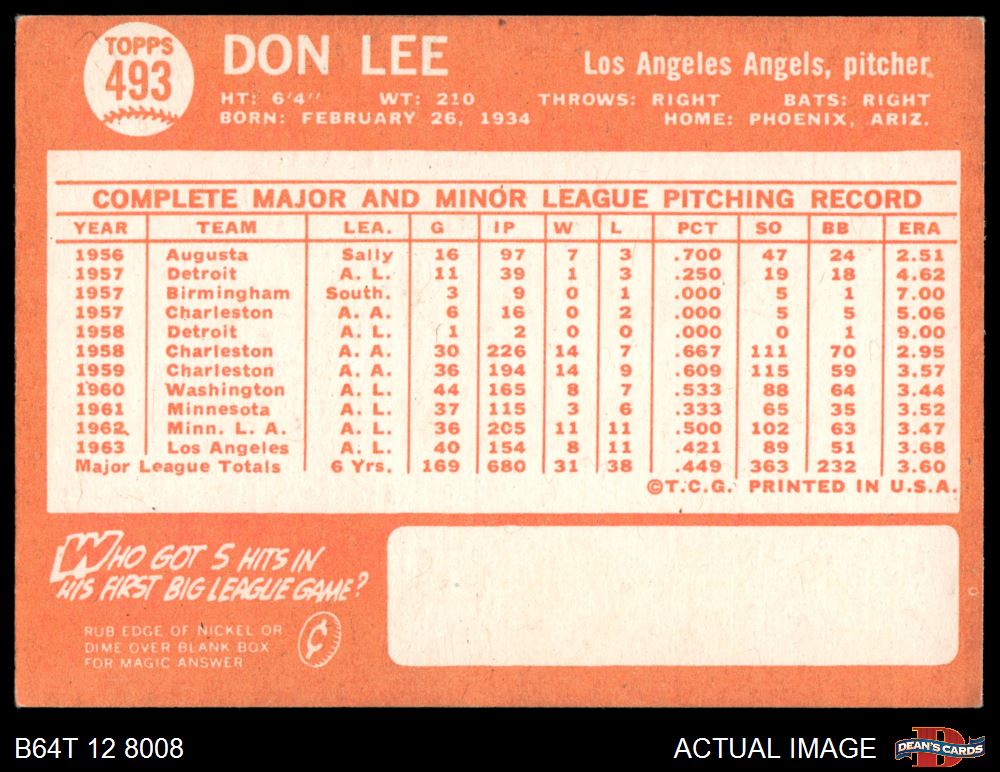 TOPPS
493
DON LEE
Los Angeles Angels, pitcher
HT: 6'4" WT: 210 THROWS: RIGHT BATS: RIGHT
BORN: FEBRUARY 26, 1934 HOME: PHOENIX, ARIZ.
COMPLETE MAJOR AND MINOR LEAGUE PITCHING RECORD
YEAR TEAM LEA. G IP W L PCT SO BB ERA
1956 Augusta Sally 16 97 7 3 .700 47 24 2.51
1957 Detroit A. L. 11 39 1 3 .250 19 18 4.62
1957 Birmingham South. 3 9 0 1 .000 5 1 7.00
1957 Charleston A. A. 6 16 0 2 .000 5 5 5.06
1958 Detroit A. L. 1 2 0 0 .000 0 1 9.00
1958 Charleston A. A. 30 226 14 7 .667 111 70 2.95
1959 Charleston A. A. 36 194 14 9 .609 115 59 3.57
1960 Washington A. L. 44 165 8 7 .533 88 64 3.44
1961 Minnesota A. L. 37 115 3 6 .333 65 35 3.52
1962 Minn. L. A. A. L. 36 205 11 11 .500 102 63 3.47
1963 Los Angeles A. L. 40 154 8 11 .421 89 51 3.68
Major League Totals 6 Yrs. 169 680 31 38 .449 363 232 3.60
©T.C.G. PRINTED IN U.S.A.
WHO GOT 5 HITS IN
HIS FIRST BIG LEAGUE GAME?
RUB EDGE OF NICKEL OR
DIME OVER BLANK BOX
FOR MAGIC ANSWER
¢
B64T 12 8008 ACTUAL IMAGE
D
DEAN'S CARDS